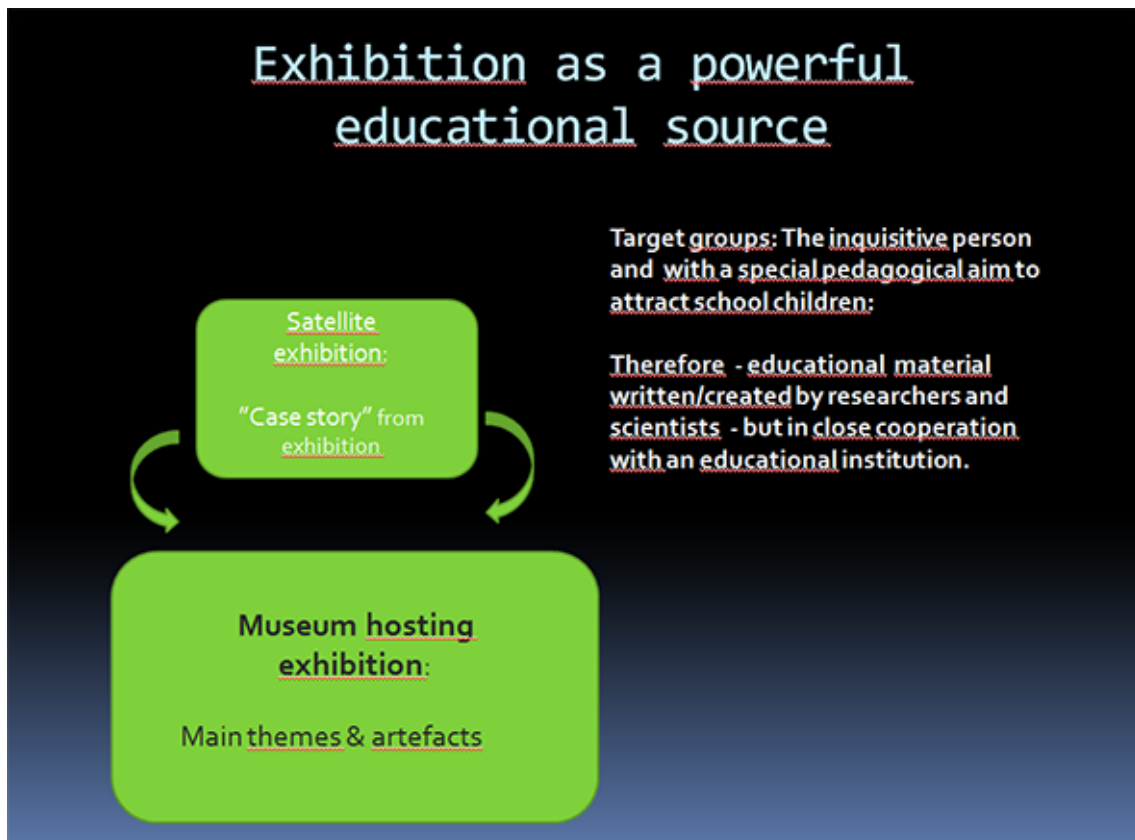 Exhibition as a powerful
educational source
Satellite
exhibition:
”Case story” from
exhibition
Museum hosting
exhibition:
Main themes & artefacts
Target groups: The inquisitive person
and with a special pedagogical aim to
attract school children:
Therefore - educational material
written/created by researchers and
scientists - but in close cooperation
with an educational institution.